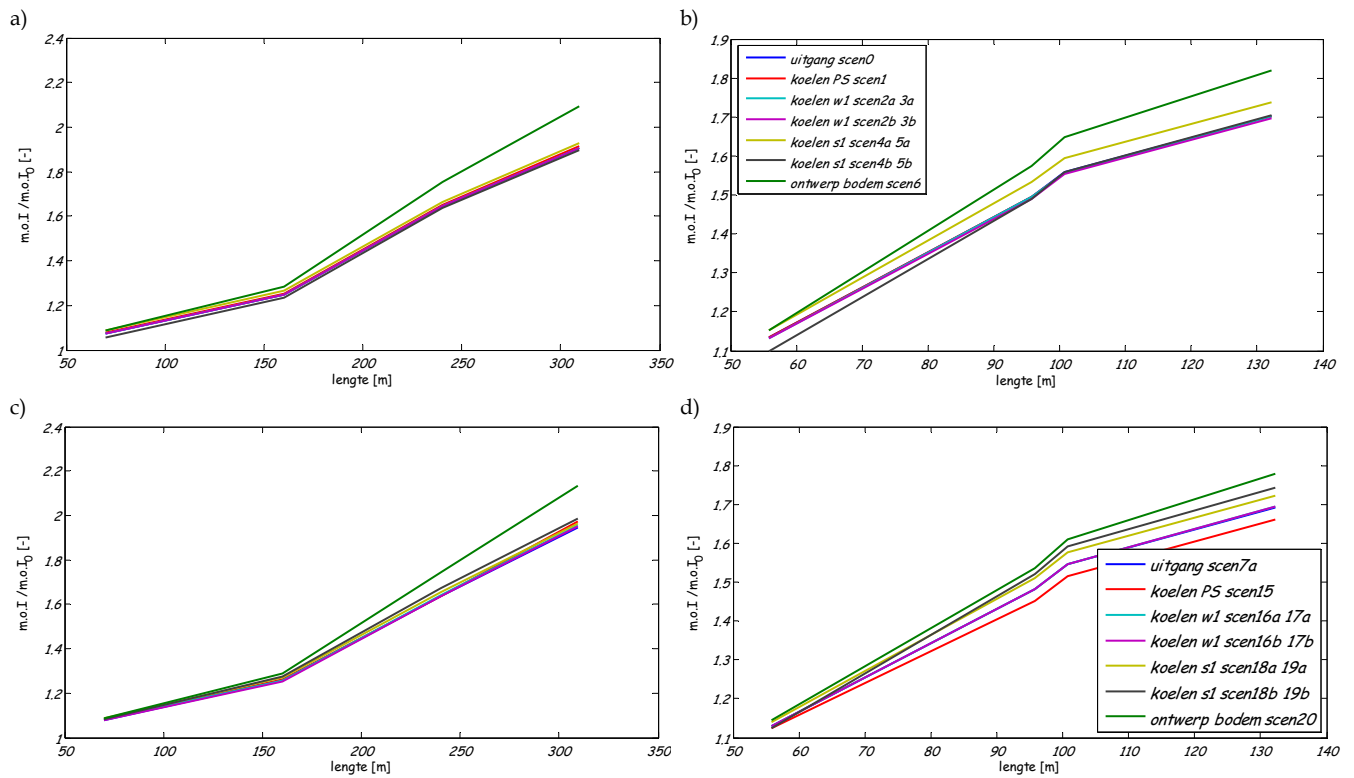 a)
2.4
2.2
2
1.8
1.6
1.4
1.2
1
m.o.I /m.o.I0 [-]
50 100 150 200 250 300 350
lengte [m]
b)
1.9
1.8
1.7
1.6
1.5
1.4
1.3
1.2
1.1
m.o.I /m.o.I0 [-]
uitgang scen0
koelen PS scen1
koelen w1 scen2a 3a
koelen w1 scen2b 3b
koelen s1 scen4a 5a
koelen s1 scen4b 5b
ontwerp bodem scen6
50 60 70 80 90 100 110 120 130 140
lengte [m]
c)
2.4
2.2
2
1.8
1.6
1.4
1.2
1
m.o.I /m.o.I0 [-]
50 100 150 200 250 300 350
lengte [m]
d)
1.9
1.8
1.7
1.6
1.5
1.4
1.3
1.2
1.1
m.o.I /m.o.I0 [-]
uitgang scen7a
koelen PS scen15
koelen w1 scen16a 17a
koelen w1 scen16b 17b
koelen s1 scen18a 19a
koelen s1 scen18b 19b
ontwerp bodem scen20
50 60 70 80 90 100 110 120 130 140
lengte [m]